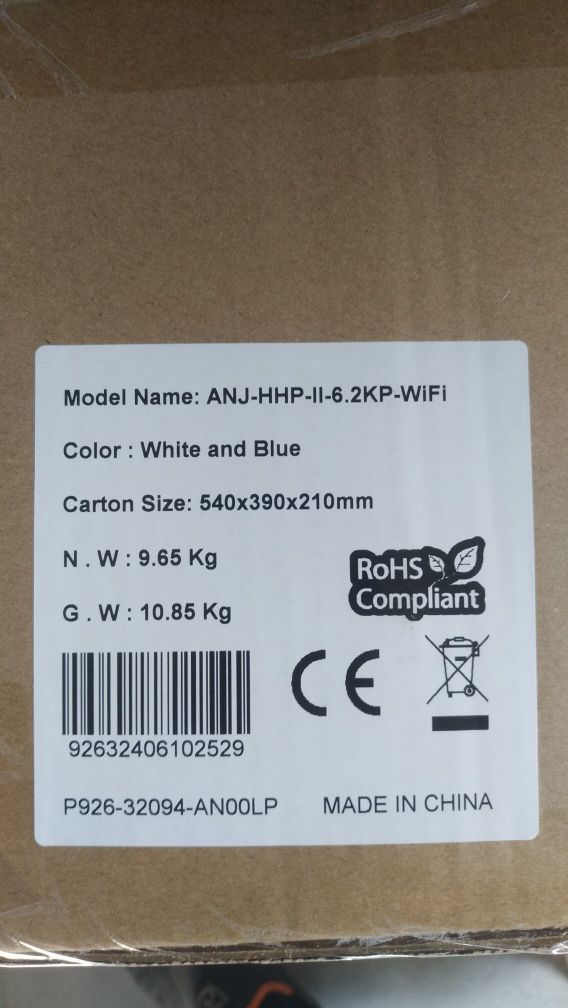 Model Name: ANJ-HHP-II-6.2KP-WiFi
Color : White and Blue
Carton Size: 540x390x210mm
N . W : 9.65 Kg
G . W : 10.85 Kg
RoHS
Compliant
CE
92632406102529
P926-32094-AN00LP MADE IN CHINA